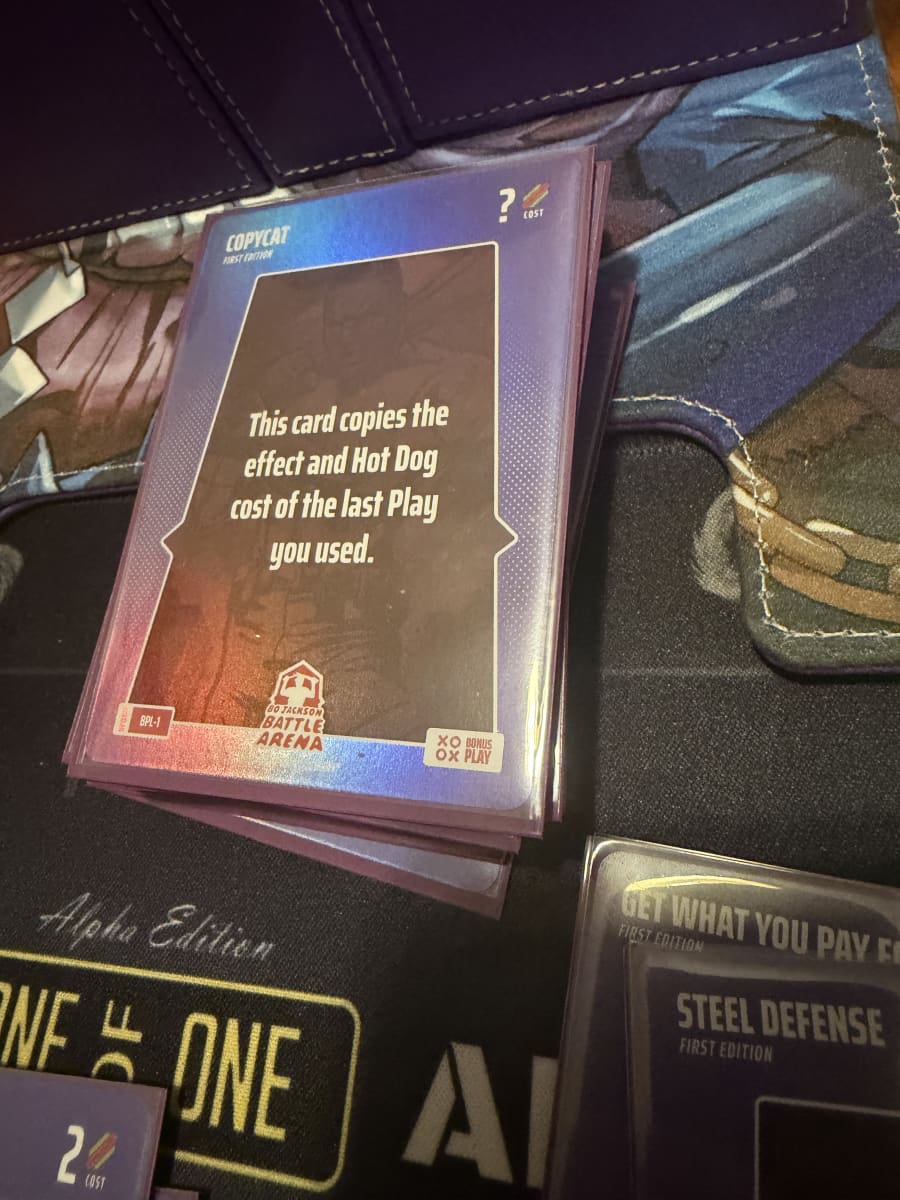 COPYCAT
FIRST EDITION
?
COST
This card copies the
effect and Hot Dog
cost of the last Play
you used.
BPL-1
BO JACKSON
BATTLE
ARENA
XO
OX
BONUS
PLAY
Alpha Edition
ONE
OF
ONE
A
GET WHAT YOU PAY
FIRST EDITION
STEEL DEFENSE
FIRST EDITION
2
COST